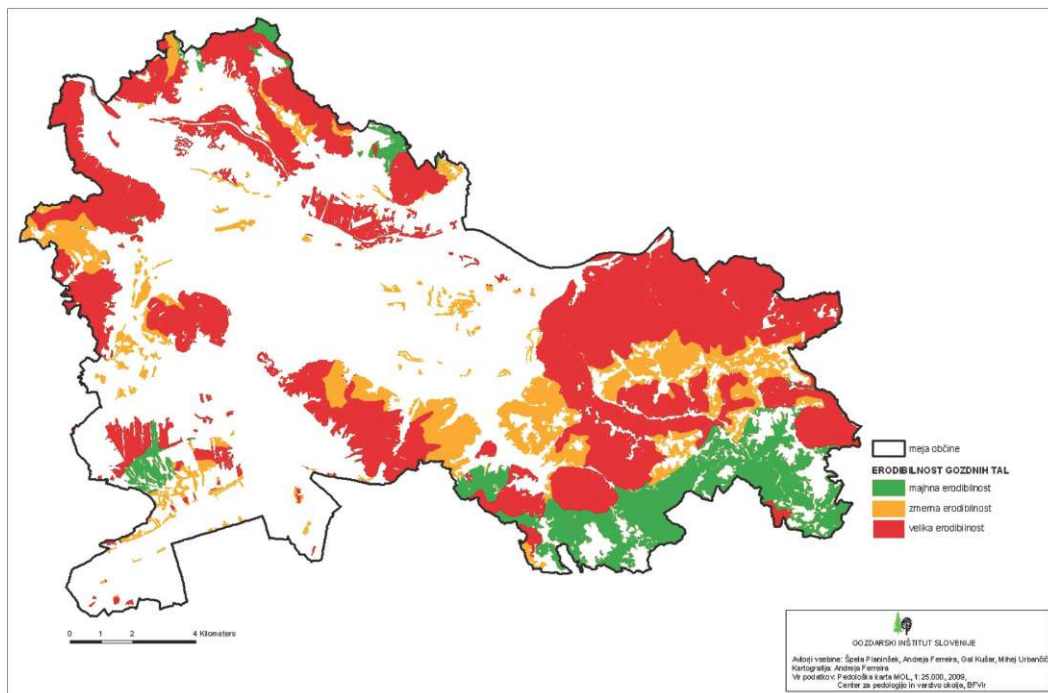 meja občine
ERODIBILNOST GOZDNIH TAL
majhna erodibilnost
zmerna erodibilnost
velika erodibilnost
0 1 2 4 Kilometers
GOZDARSKI INŠTITUT SLOVENIJE
Avtorji vsebine: Špela Planinšek, Andreja Ferreira, Gal Kušar, Mihej Urbančič
Kartografija: Andreja Ferreira
Vir podatkov: Pedološka karta MOL, 1:25.000, 2009,
Center za pedologijo in varstvo okolja, BFVir